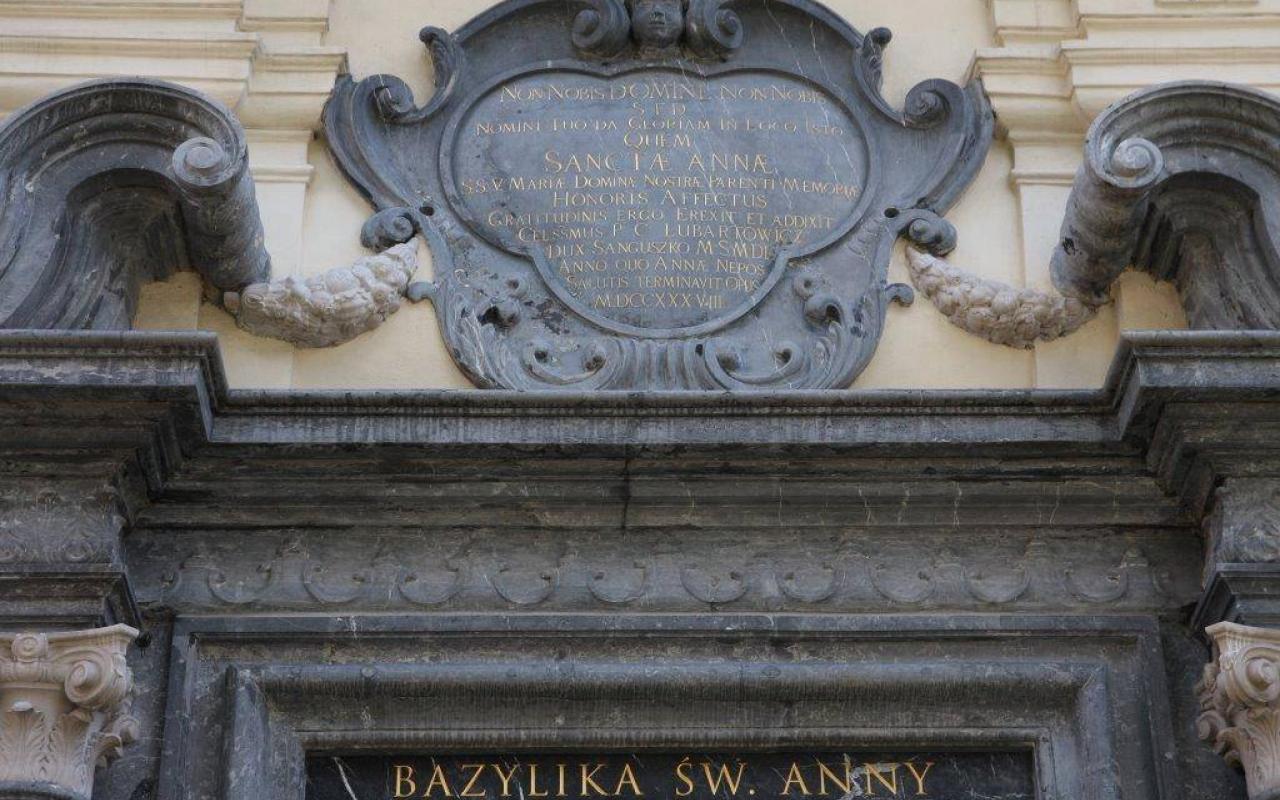 NON NOBIS DOMINE NON NOBIS
SED
NOMINI TUO DA GLORIAM IN LOCO ISTO
QUEM
SANCTÆ ANNÆ
S.S.V. MARIÆ DOMINÆ NOSTRÆ PARENTI MEMORIÆ
HONORIS AFFECTUS
GRATITUDINIS ERGO EREXIT ET ADDIXIT
CELSSMUS P. C. LUBARTOWICZ
DUX SANGUSZKO M.S.M.D.L.
ANNO QUO ANNÆ NEPOS
SALUTIS TERMINAVIT OPUS
M.DCCXXXVIII.
BAZYLIKA ŚW. ANNY